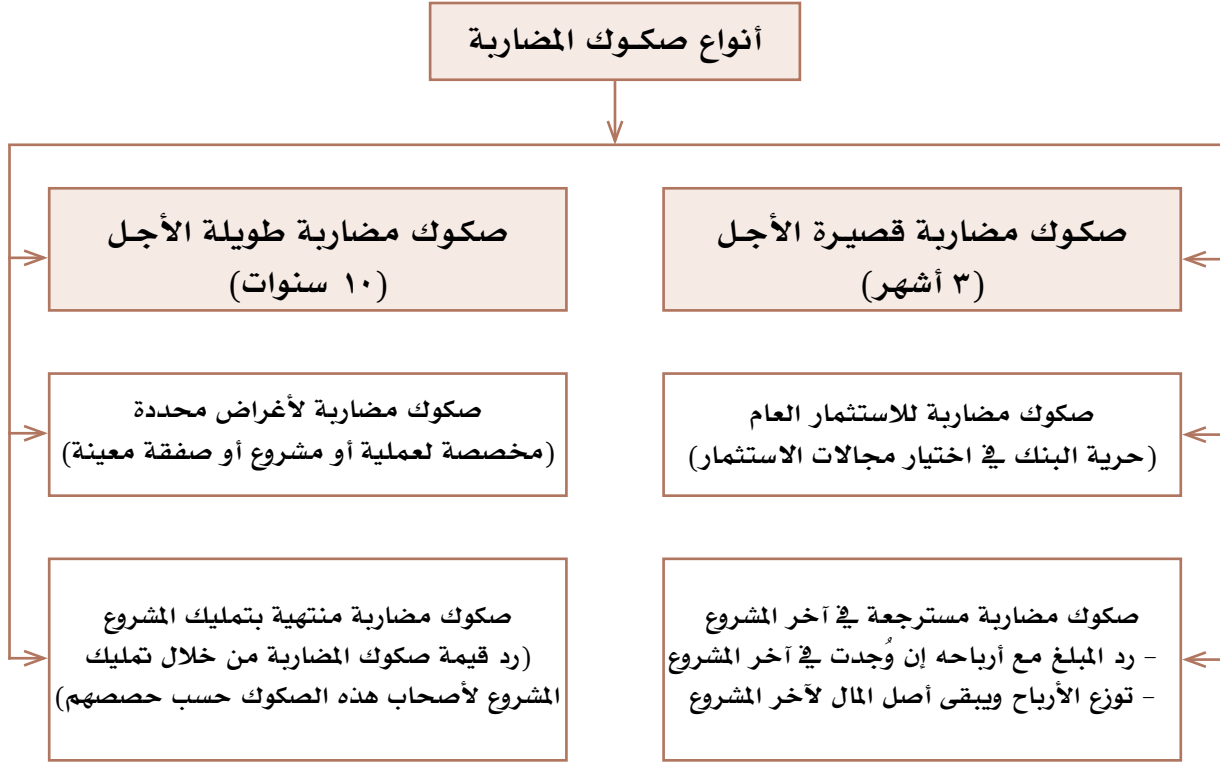 أنواع صكوك المضاربة
صكوك مضاربة قصيرة الأجل
(٣ أشهر)
صكوك مضاربة طويلة الأجل
(١٠ سنوات)
صكوك مضاربة للاستثمار العام
(حرية البنك في اختيار مجالات الاستثمار)
صكوك مضاربة لأغراض محددة
(مخصصة لعملية أو مشروع أو صفقة معينة)
صكوك مضاربة مسترجعة في آخر المشروع
– رد المبلغ مع أرباحه إن وُجدت في آخر المشروع
– توزع الأرباح ويبقى أصل المال لآخر المشروع
صكوك مضاربة منتهية بتمليك المشروع
(رد قيمة صكوك المضاربة من خلال تمليك
المشروع لأصحاب هذه الصكوك حسب حصصهم)